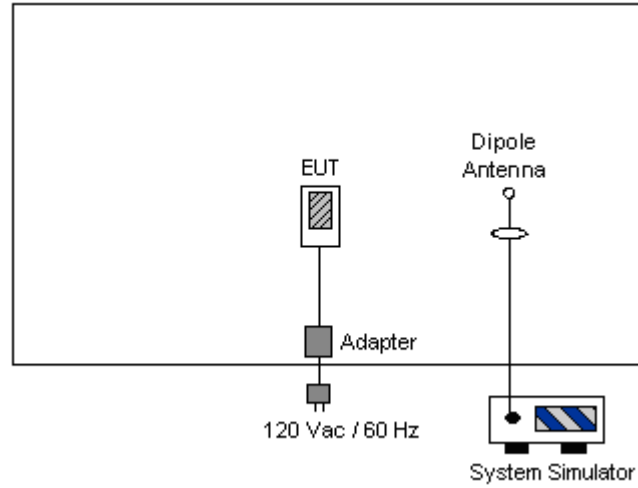 Dipole
Antenna
EUT
Adapter
120 Vac / 60 Hz
System Simulator